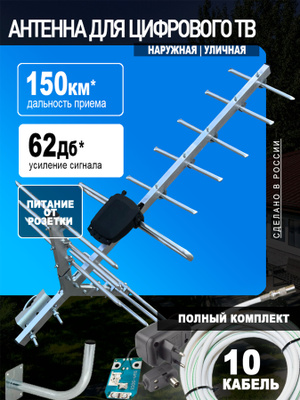 АНТЕННА ДЛЯ ЦИФРОВОГО ТВ
НАРУЖНАЯ | УЛИЧНАЯ
150км*
дальность приема
62дб*
усиление сигнала
ПИТАНИЕ
ОТ
РОЗЕТКИ
СДЕЛАНО В РОССИИ
ПОЛНЫЙ КОМПЛЕКТ
10
КАБЕЛЬ